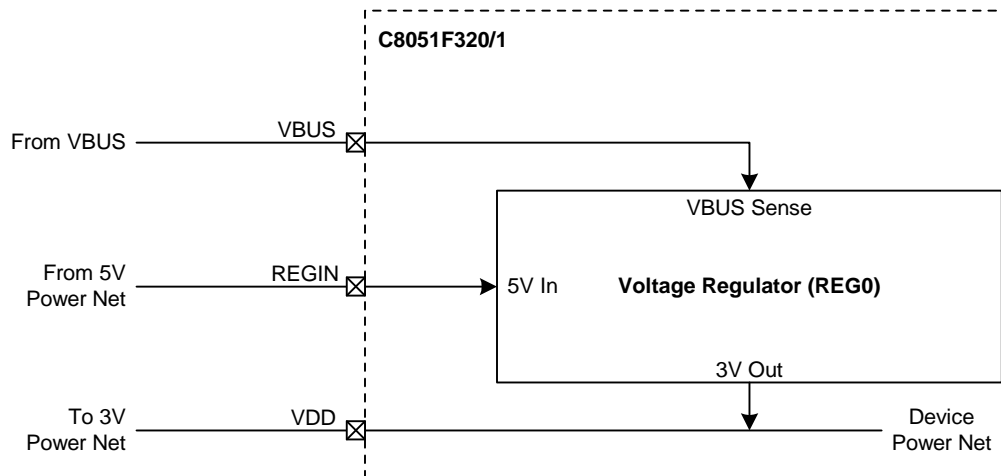 C8051F320/1
From VBUS
VBUS
VBUS Sense
From 5V
Power Net
REGIN
5V In
Voltage Regulator (REG0)
3V Out
To 3V
Power Net
VDD
Device
Power Net